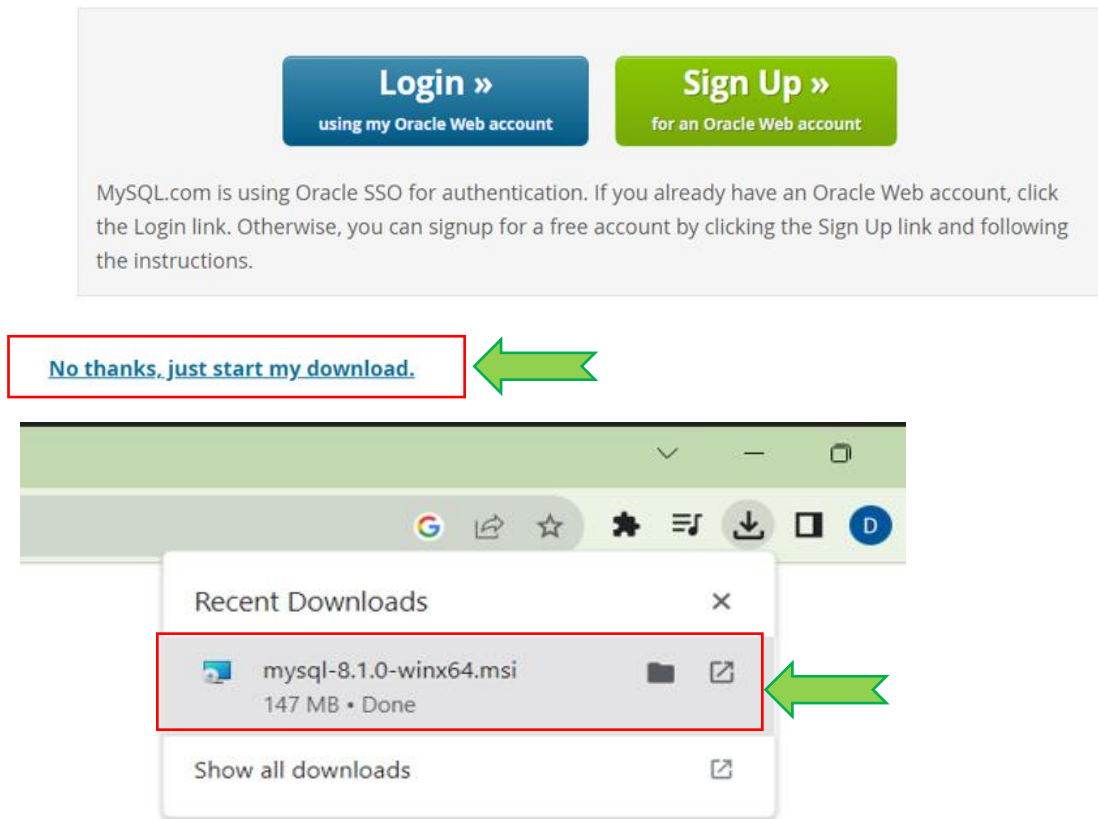 Login »
using my Oracle Web account
Sign Up »
for an Oracle Web account
MySQL.com is using Oracle SSO for authentication. If you already have an Oracle Web account, click
the Login link. Otherwise, you can signup for a free account by clicking the Sign Up link and following
the instructions.
No thanks, just start my download.
G
D
Recent Downloads
mysql-8.1.0-winx64.msi
147 MB • Done
Show all downloads